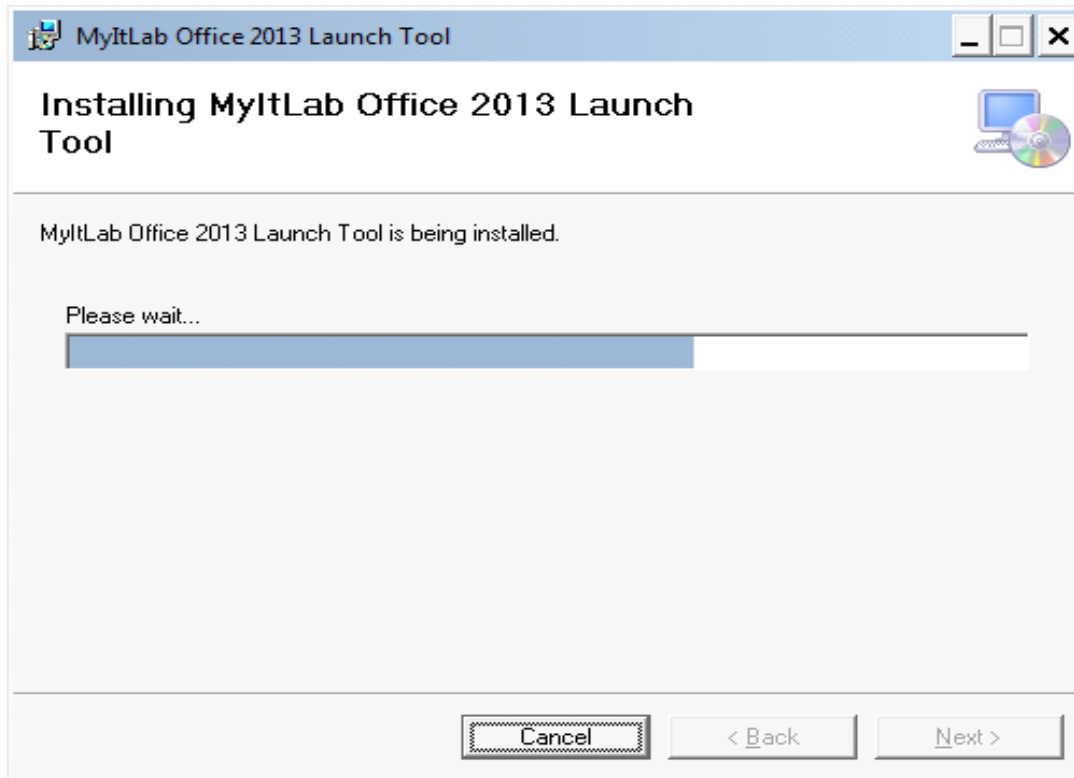 MyItLab Office 2013 Launch Tool
Installing MyItLab Office 2013 Launch
Tool
MyItLab Office 2013 Launch Tool is being installed.
Please wait...
Cancel
< Back
Next >